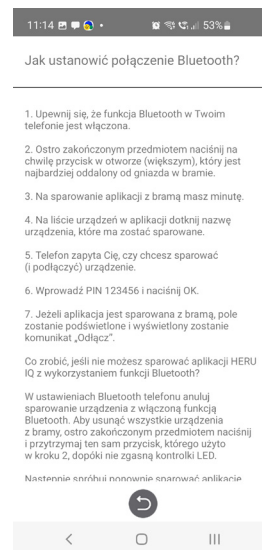 11:14 53%
Jak ustanowić połączenie Bluetooth?
1. Upewnij się, że funkcja Bluetooth w Twoim
telefonie jest włączona.
2. Ostro zakończonym przedmiotem naciśnij na
chwilę przycisk w otworze (większym), który jest
najbardziej oddalony od gniazda w bramie.
3. Na sparowanie aplikacji z bramą masz minutę.
4. Na liście urządzeń w aplikacji dotknij nazwę
urządzenia, które ma zostać sparowane.
5. Telefon zapyta Cię, czy chcesz sparować
(i podłączyć) urządzenie.
6. Wprowadź PIN 123456 i naciśnij OK.
7. Jeżeli aplikacja jest sparowana z bramą, pole
zostanie podświetlone i wyświetlony zostanie
komunikat „Odłącz".
Co zrobić, jeśli nie możesz sparować aplikacji HERU
IQ z wykorzystaniem funkcji Bluetooth?
W ustawieniach Bluetooth telefonu anuluj
sparowanie urządzenia z włączoną funkcją
Bluetooth. Aby usunąć wszystkie urządzenia
z bramy, ostro zakończonym przedmiotem naciśnij
i przytrzymaj ten sam przycisk, którego użyto
w kroku 2, dopóki nie zgasną kontrolki LED.
Następnie spróbuj ponownie sparować aplikację